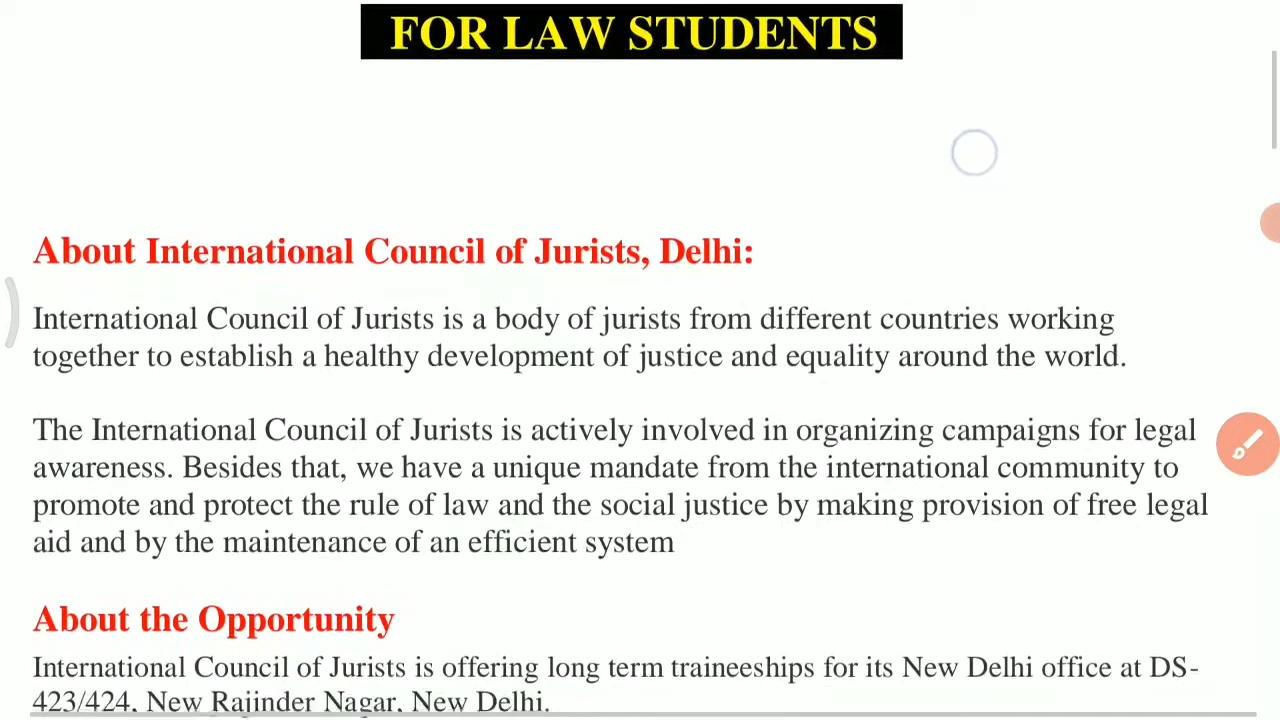 FOR LAW STUDENTS
About International Council of Jurists, Delhi:
International Council of Jurists is a body of jurists from different countries working
together to establish a healthy development of justice and equality around the world.
The International Council of Jurists is actively involved in organizing campaigns for legal
awareness. Besides that, we have a unique mandate from the international community to
promote and protect the rule of law and the social justice by making provision of free legal
aid and by the maintenance of an efficient system
About the Opportunity
International Council of Jurists is offering long term traineeships for its New Delhi office at DS-
423/424, New Rajinder Nagar, New Delhi.